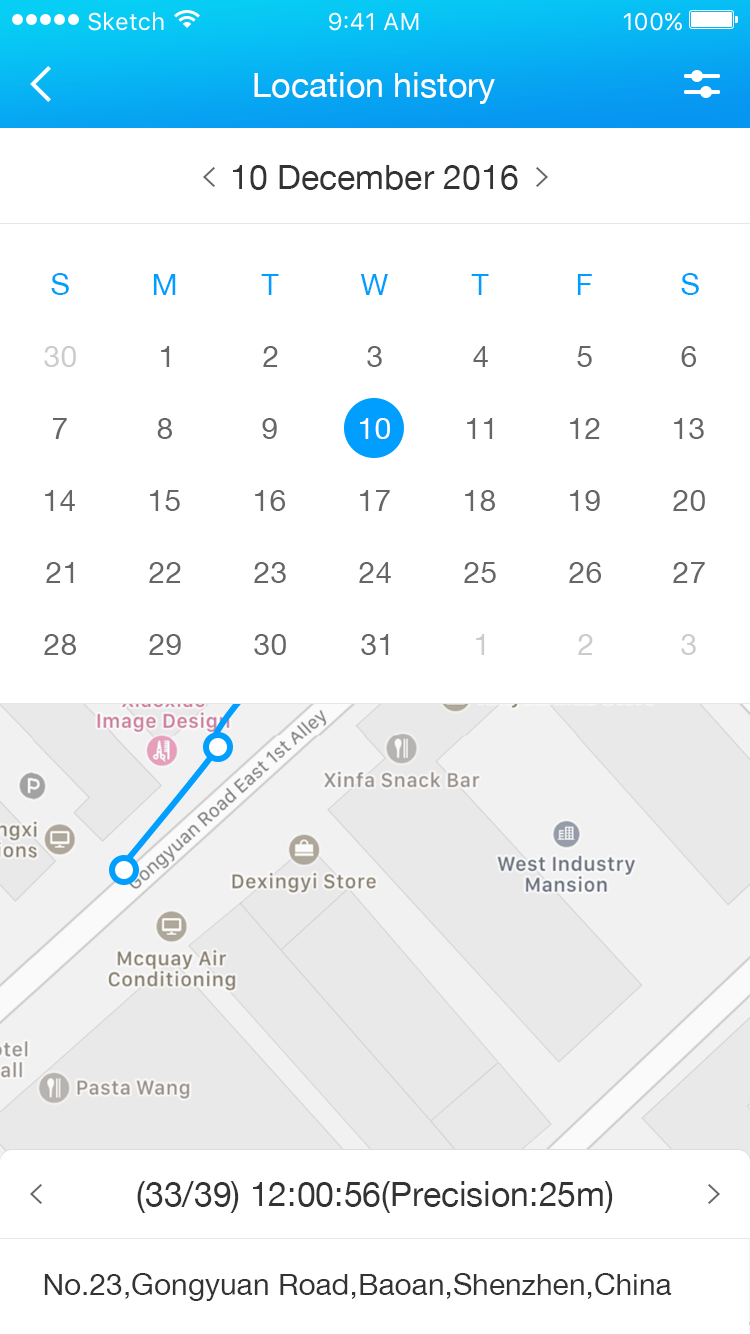 Sketch 9:41 AM 100%
Location history
10 December 2016
S M T W T F S
30 1 2 3 4 5 6
7 8 9 10 11 12 13
14 15 16 17 18 19 20
21 22 23 24 25 26 27
28 29 30 31 1 2 3
Image Design
Gongyuan Road East 1st Alley
Xinfa Snack Bar
P
ngxi
ions
Dexingyi Store
West Industry
Mansion
Mcquay Air
Conditioning
otel
all
Pasta Wang
(33/39) 12:00:56(Precision:25m)
No.23,Gongyuan Road,Baoan,Shenzhen,China